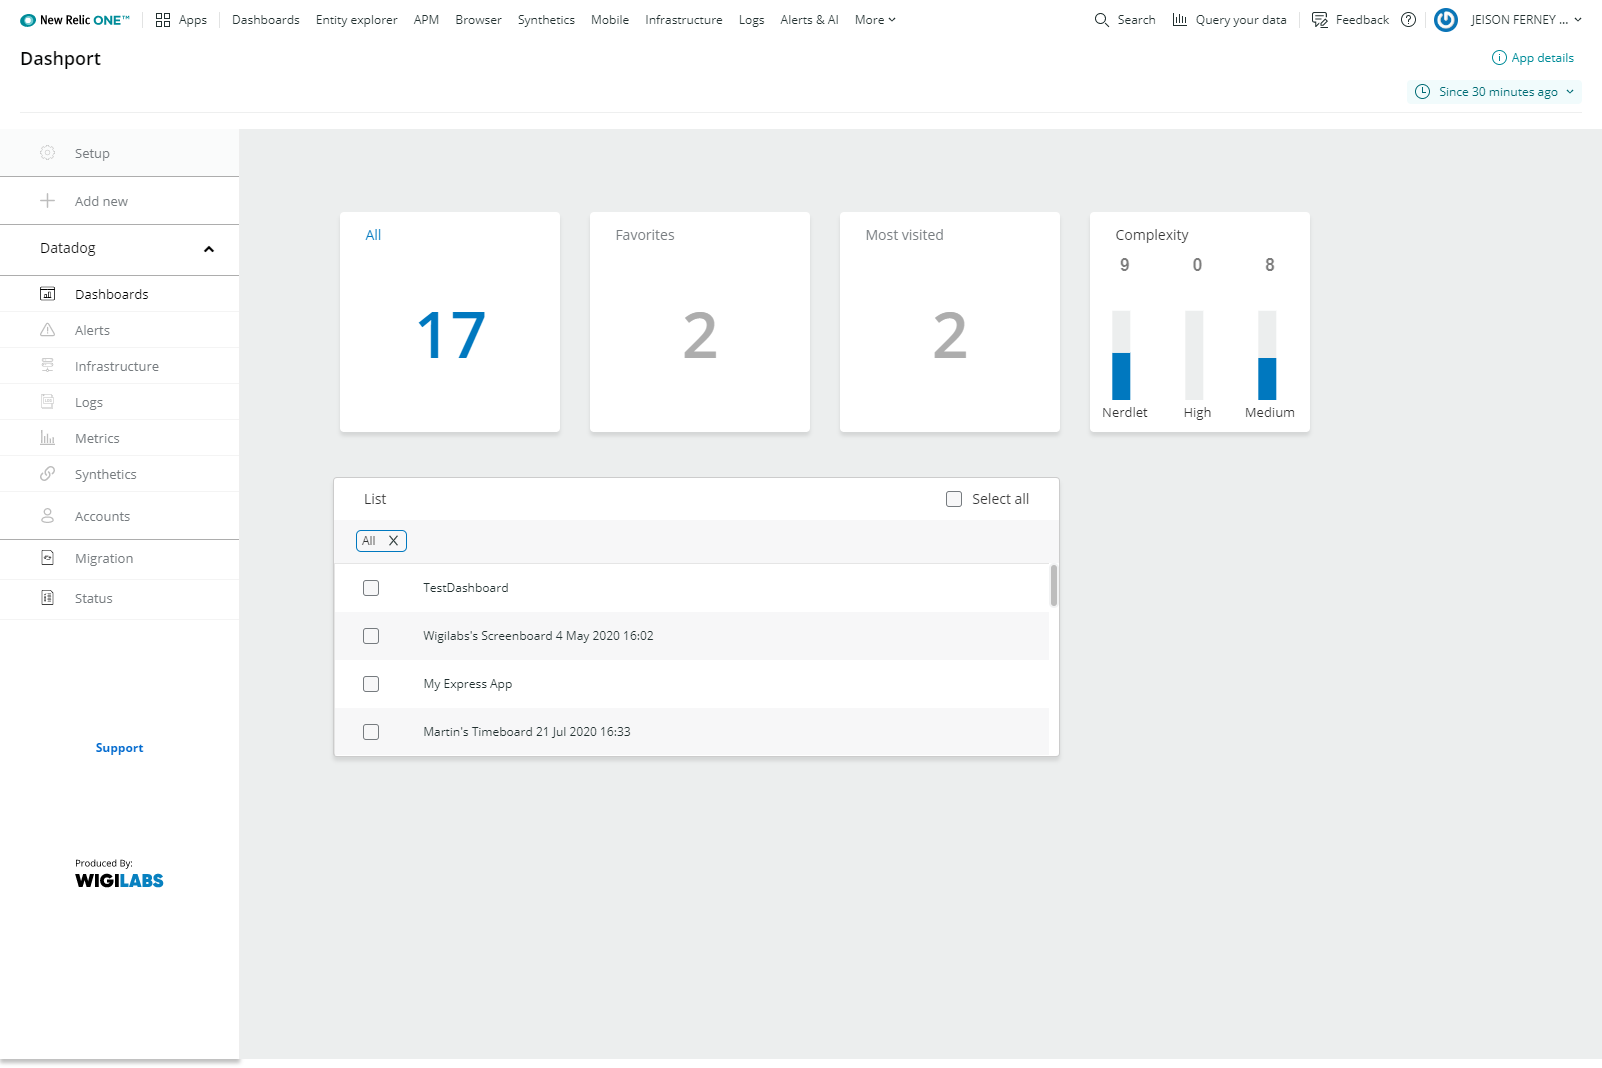 New Relic ONE™ Apps Dashboards Entity explorer APM Browser Synthetics Mobile Infrastructure Logs Alerts & AI More Search Query your data Feedback ? JEISON FERNEY ...
Dashport
App details
Since 30 minutes ago
Setup
Add new
Datadog
Dashboards
Alerts
Infrastructure
Logs
Metrics
Synthetics
Accounts
Migration
Status
Support
Produced By:
WIGILABS
All
17
Favorites
2
Most visited
2
Complexity
9 0 8
Nerdlet High Medium
List Select all
All X
TestDashboard
Wigilabs's Screenboard 4 May 2020 16:02
My Express App
Martin's Timeboard 21 Jul 2020 16:33